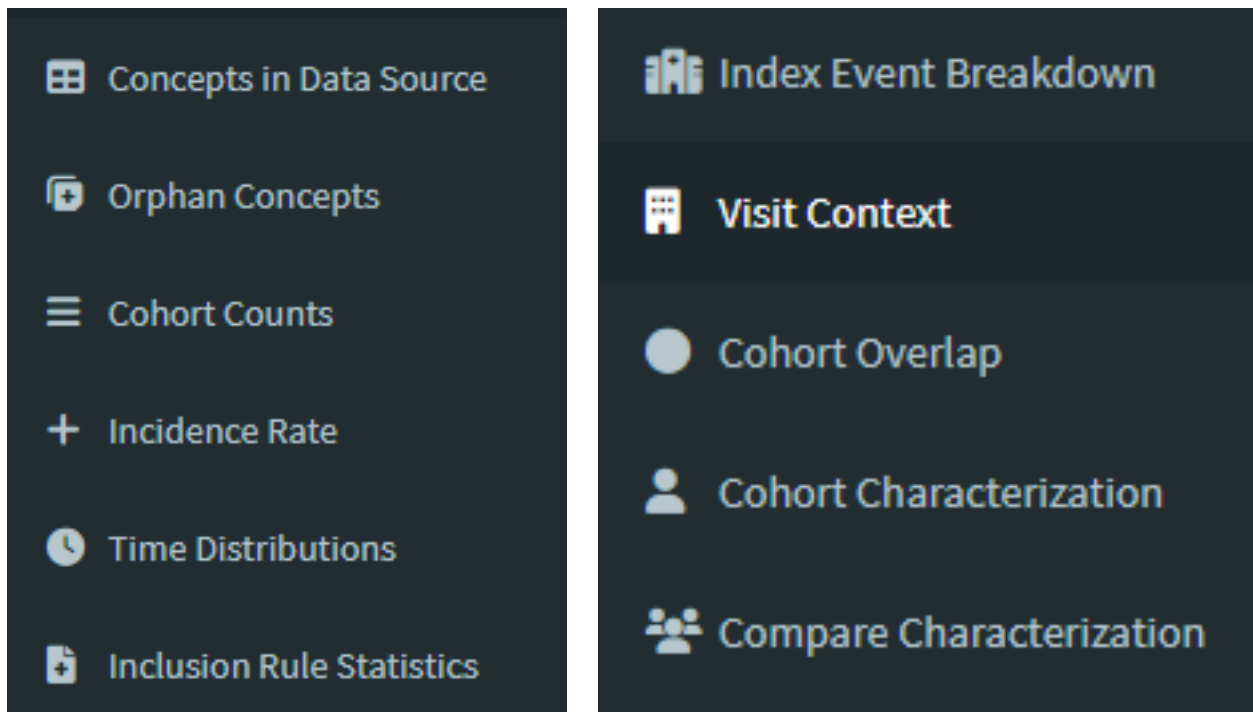 Concepts in Data Source
Orphan Concepts
Cohort Counts
Incidence Rate
Time Distributions
Inclusion Rule Statistics
Index Event Breakdown
Visit Context
Cohort Overlap
Cohort Characterization
Compare Characterization